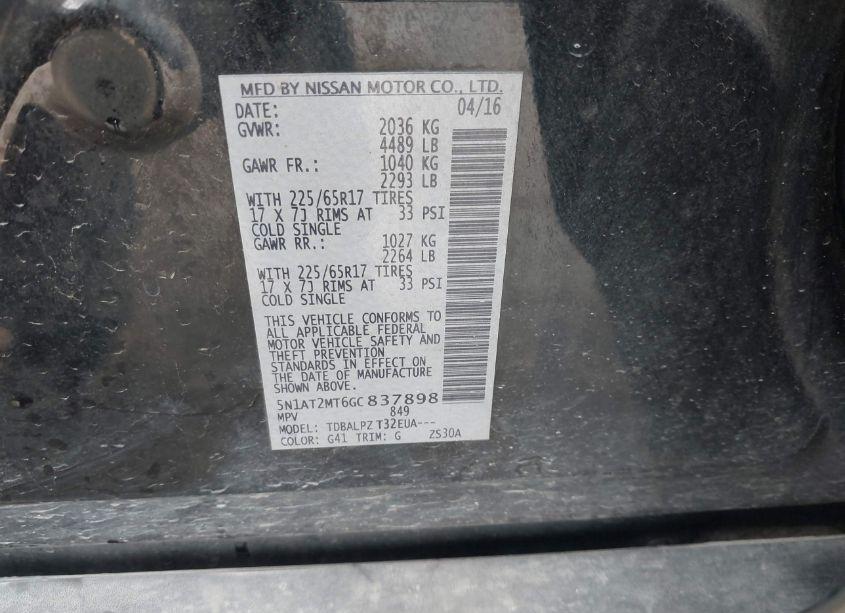 MFD BY NISSAN MOTOR CO., LTD.
DATE: 04/16
GVWR: 2036 KG
4489 LB
GAWR FR.: 1040 KG
2293 LB
WITH 225/65R17 TIRES
17 X 7J RIMS AT 33 PSI
COLD SINGLE
GAWR RR.: 1027 KG
2264 LB
WITH 225/65R17 TIRES
17 X 7J RIMS AT 33 PSI
COLD SINGLE
THIS VEHICLE CONFORMS TO
ALL APPLICABLE FEDERAL
MOTOR VEHICLE SAFETY AND
THEFT PREVENTION
STANDARDS IN EFFECT ON
THE DATE OF MANUFACTURE
SHOWN ABOVE.
5N1AT2MT6GC 837898
MPV 849
MODEL: TDBALPZ T32EUA---
COLOR: G41 TRIM: G ZS30A